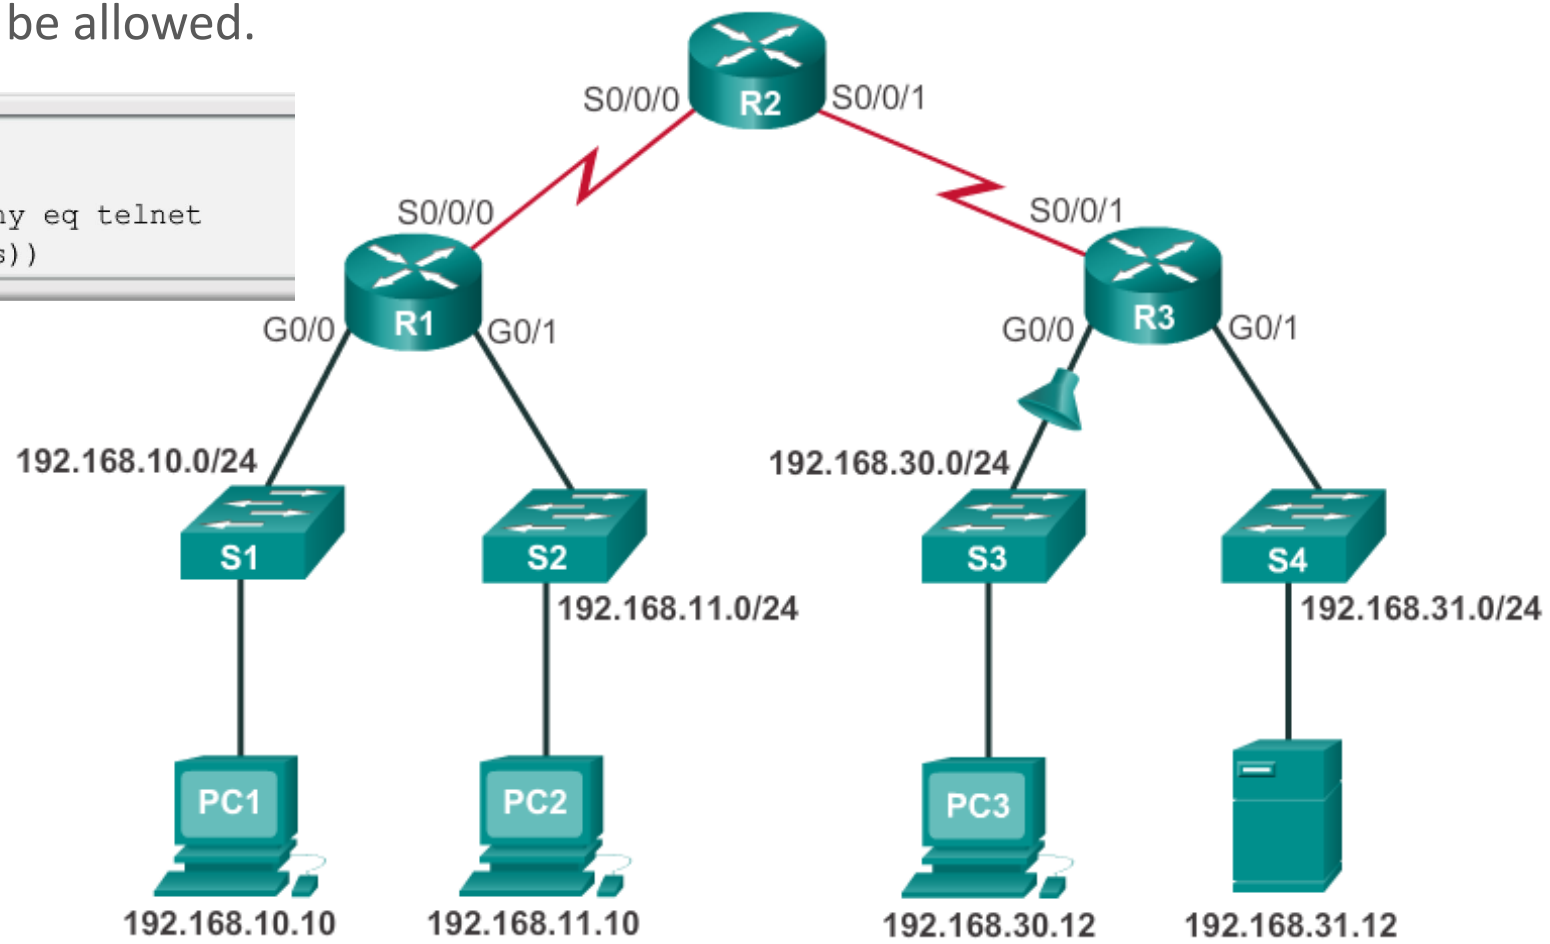 be allowed.
ny eq telnet
s))
R2
S0/0/0
S0/0/1
S0/0/0
S0/0/1
R1
R3
G0/0
G0/1
G0/0
G0/1
192.168.10.0/24
192.168.30.0/24
S1
S2
S3
S4
192.168.11.0/24
192.168.31.0/24
PC1
PC2
PC3
192.168.10.10
192.168.11.10
192.168.30.12
192.168.31.12